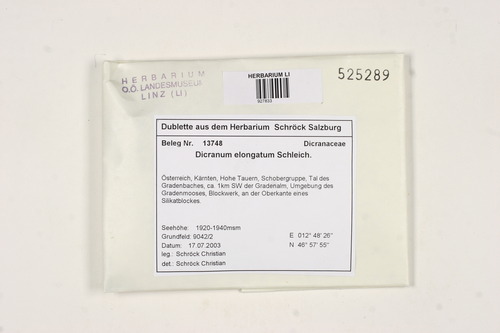 HERBARIUM
O.Ö. LANDESMUSEUM
LINZ (LI)
HERBARIUM LI
927833
525289
Dublette aus dem Herbarium Schröck Salzburg
Beleg Nr. 13748 Dicranaceae
Dicranum elongatum Schleich.
Österreich, Kärnten, Hohe Tauern, Schobergruppe, Tal des
Gradenbaches, ca. 1km SW der Gradenalm, Umgebung des
Gradenmooses, Blockwerk, an der Oberkante eines
Silikatblockes.
Seehöhe: 1920-1940msm
Grundfeld: 9042/2 E 012° 48' 26"
Datum: 17.07.2003 N 46° 57' 55"
leg.: Schröck Christian
det.: Schröck Christian